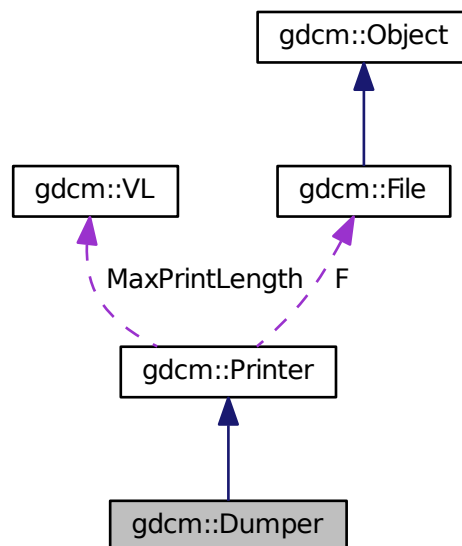 gdcm::Object
gdcm::VL
gdcm::File
MaxPrintLength
F
gdcm::Printer
gdcm::Dumper